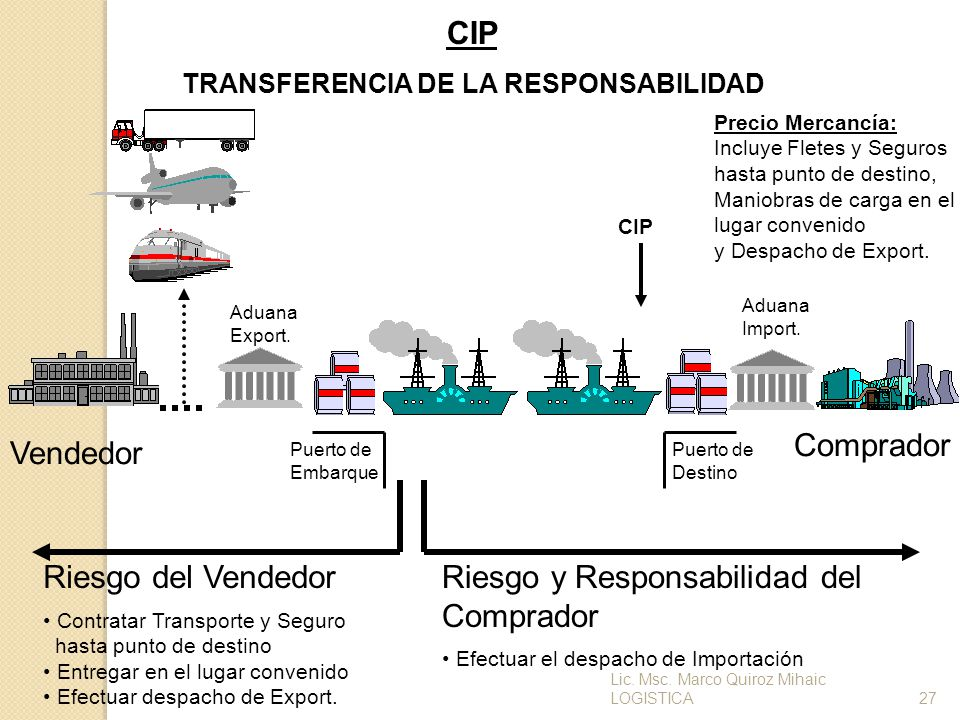 CIP
TRANSFERENCIA DE LA RESPONSABILIDAD
Precio Mercancía:
Incluye Fletes y Seguros
hasta punto de destino,
Maniobras de carga en el
lugar convenido
y Despacho de Export.
CIP
Aduana
Export.
Aduana
Import.
Vendedor
Puerto de
Embarque
Puerto de
Destino
Comprador
Riesgo del Vendedor
• Contratar Transporte y Seguro
hasta punto de destino
• Entregar en el lugar convenido
• Efectuar despacho de Export.
Riesgo y Responsabilidad del
Comprador
• Efectuar el despacho de Importación
Lic. Msc. Marco Quiroz Mihaic
LOGISTICA
27